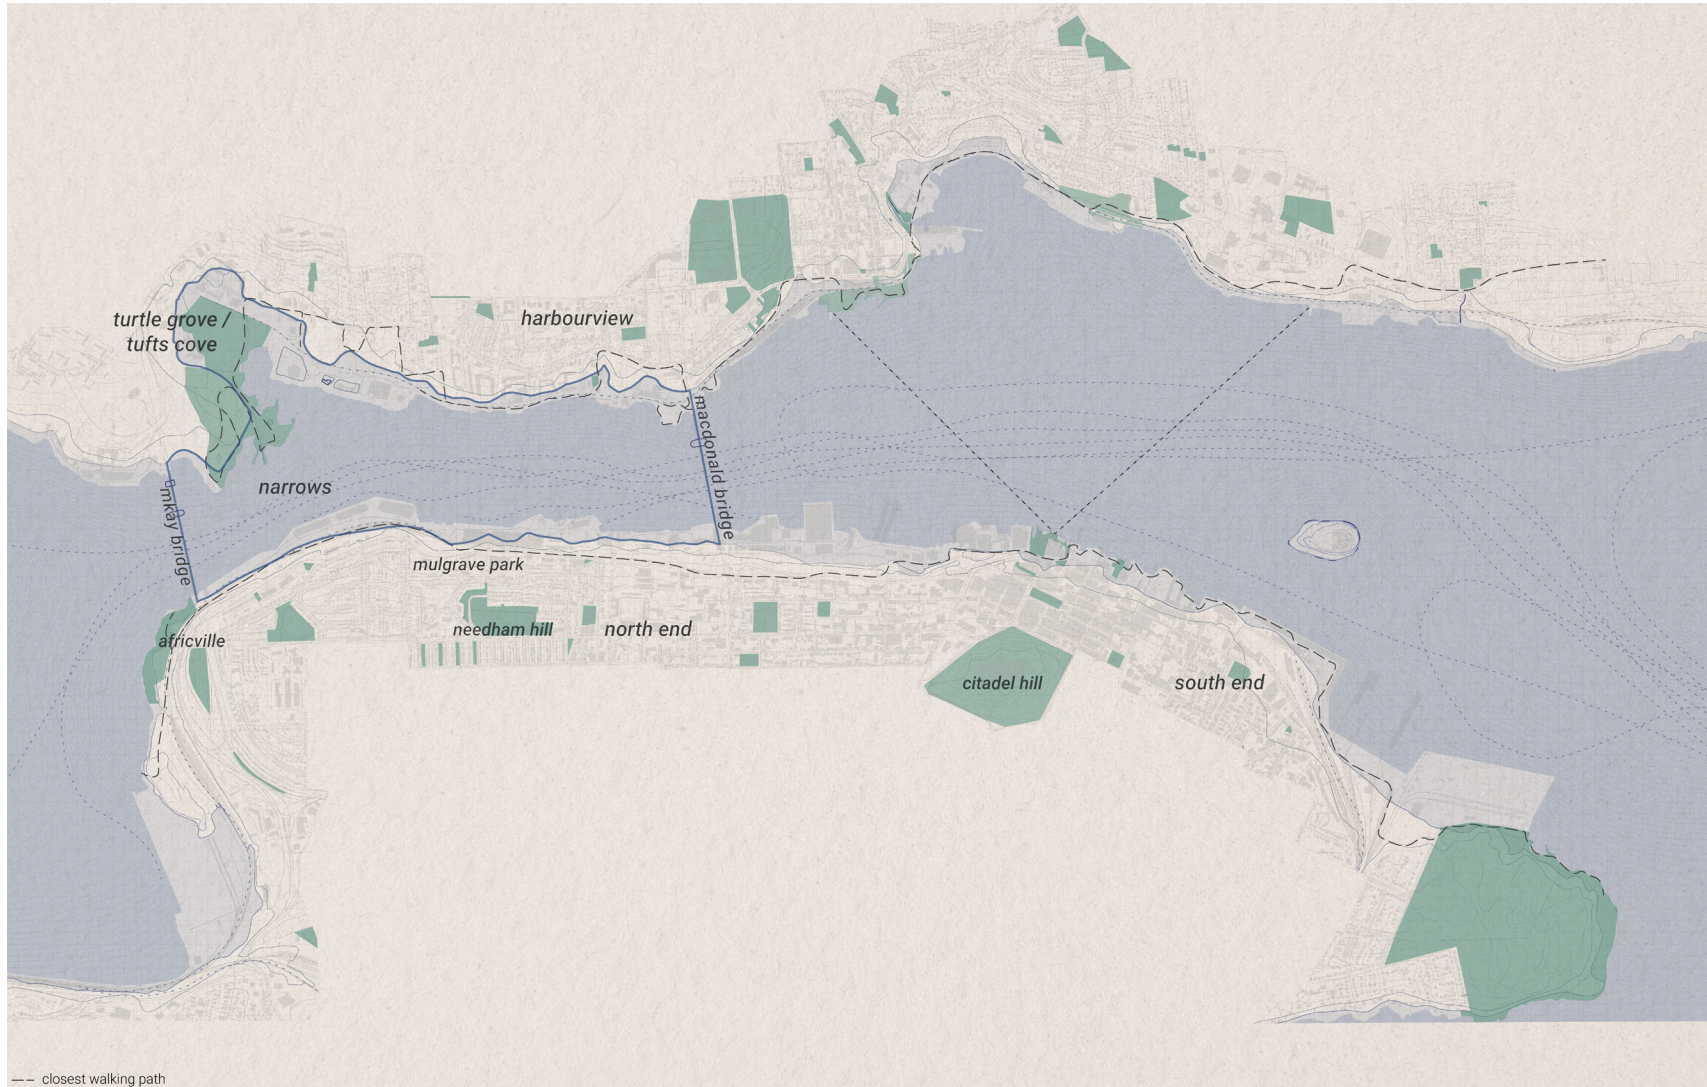 turtle grove /
tufts cove
harbourview
macdonald bridge
narrows
mkay bridge
mulgrave park
needham hill
north end
africville
citadel hill
south end
closest walking path